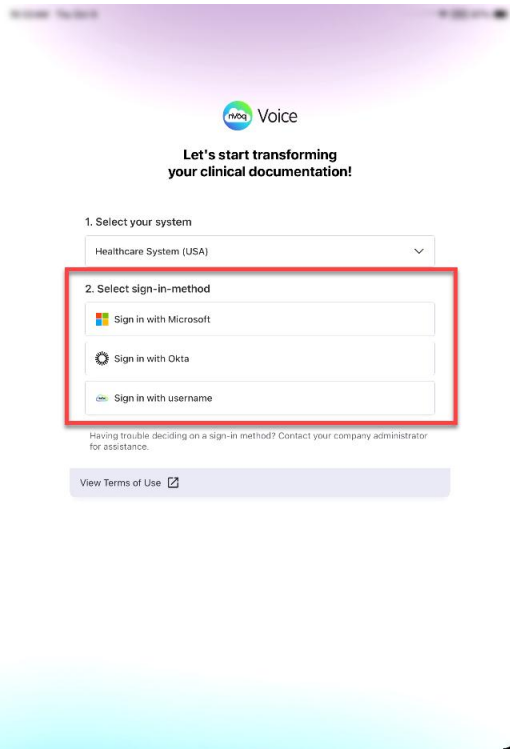 nVoq Voice
Let's start transforming
your clinical documentation!
1. Select your system
Healthcare System (USA)
2. Select sign-in-method
Sign in with Microsoft
Sign in with Okta
Sign in with username
Having trouble deciding on a sign-in method? Contact your company administrator
for assistance.
View Terms of Use